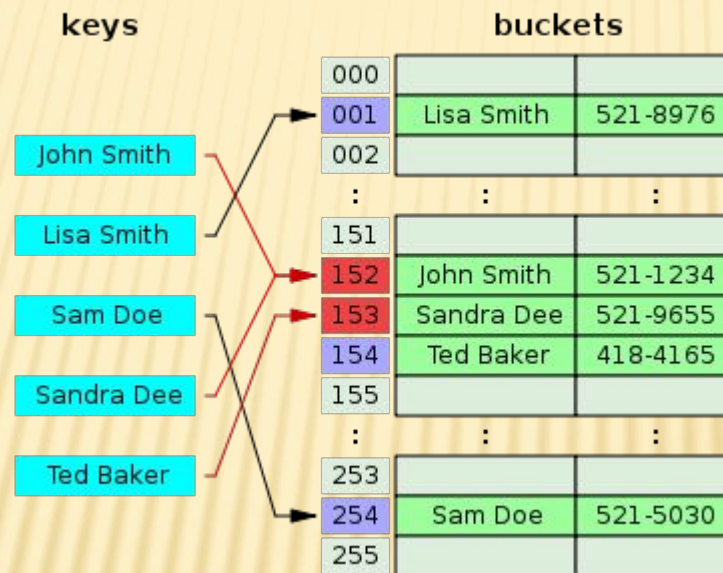 keys
buckets
000
001 Lisa Smith 521-8976
John Smith
002
: : :
Lisa Smith
151
152 John Smith 521-1234
Sam Doe
153 Sandra Dee 521-9655
154 Ted Baker 418-4165
Sandra Dee
155
: : :
Ted Baker
253
254 Sam Doe 521-5030
255